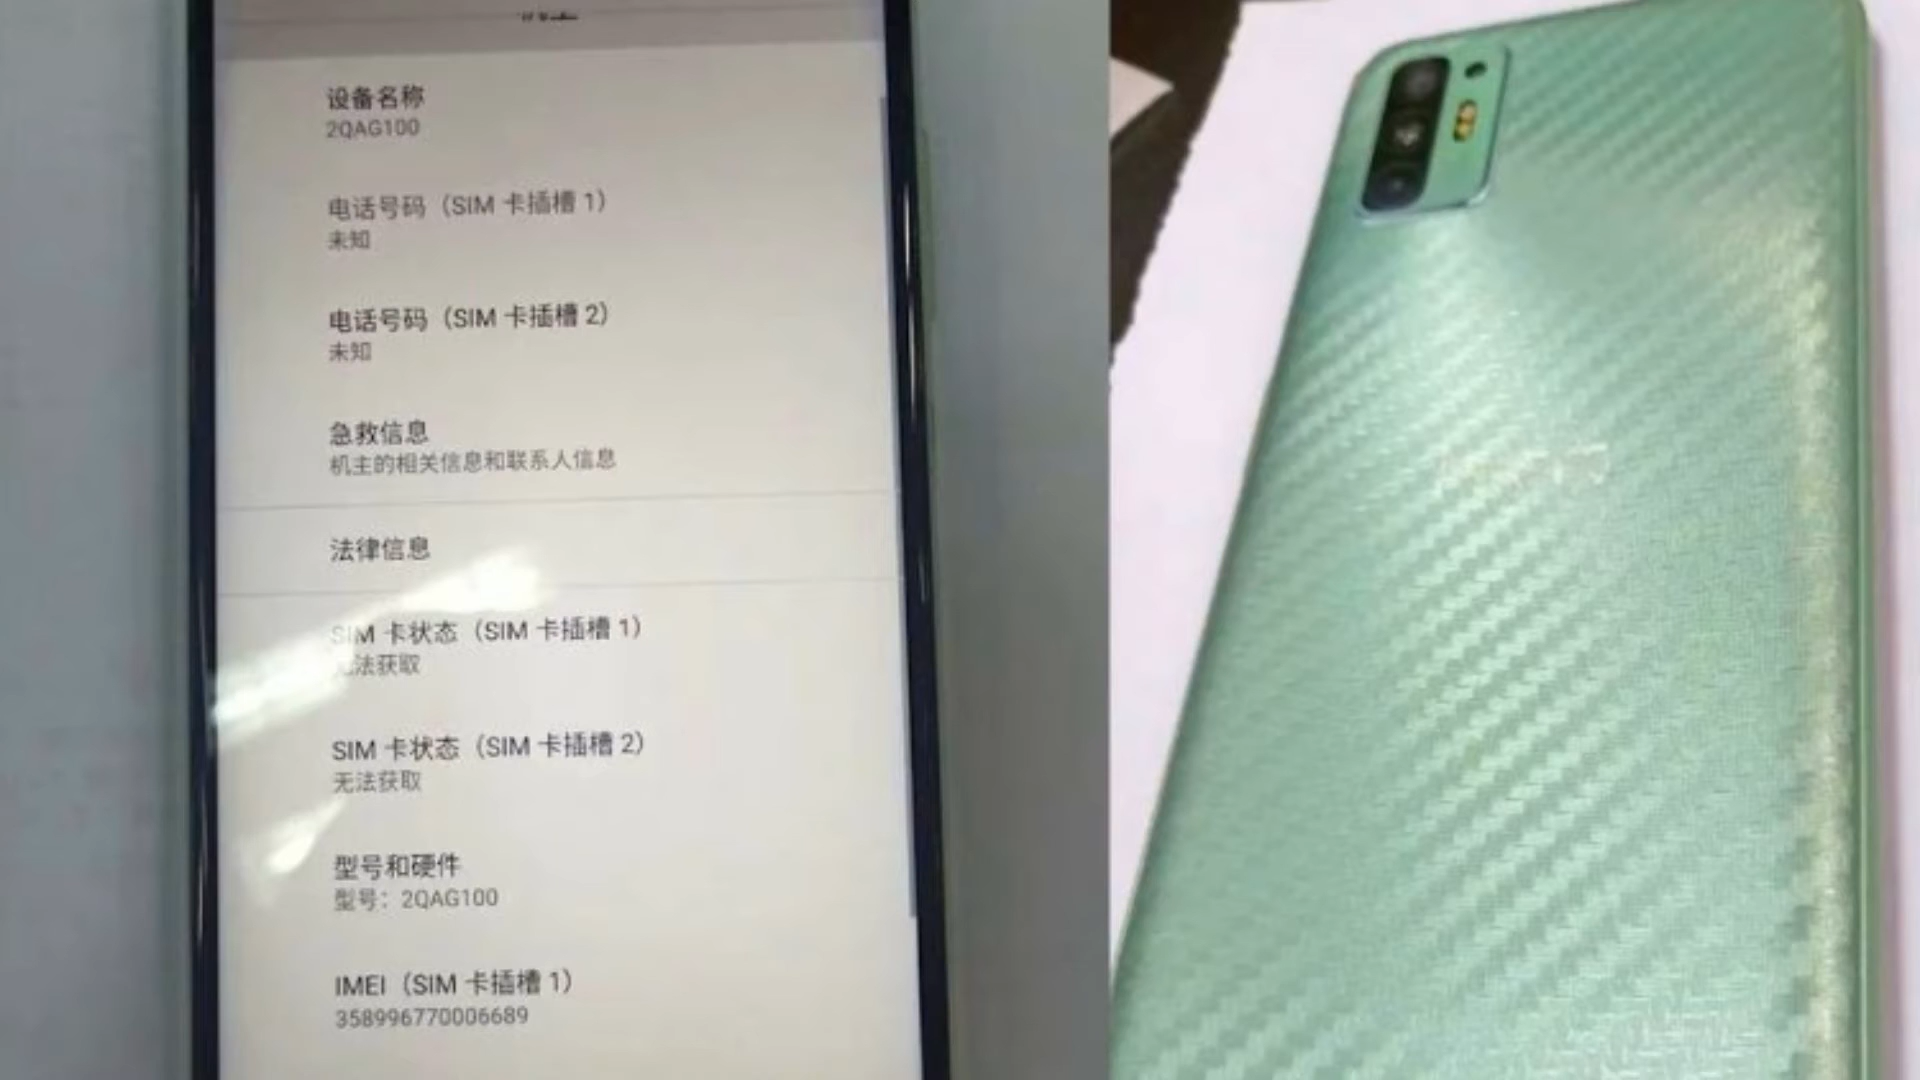 设备名称
2QAG100
电话号码（SIM 卡插槽 1）
未知
电话号码（SIM 卡插槽 2）
未知
急救信息
机主的相关信息和联系人信息
法律信息
SIM 卡状态（SIM 卡插槽 1）
无法获取
SIM 卡状态（SIM 卡插槽 2）
无法获取
型号和硬件
型号：2QAG100
IMEI（SIM 卡插槽 1）
358996770006689